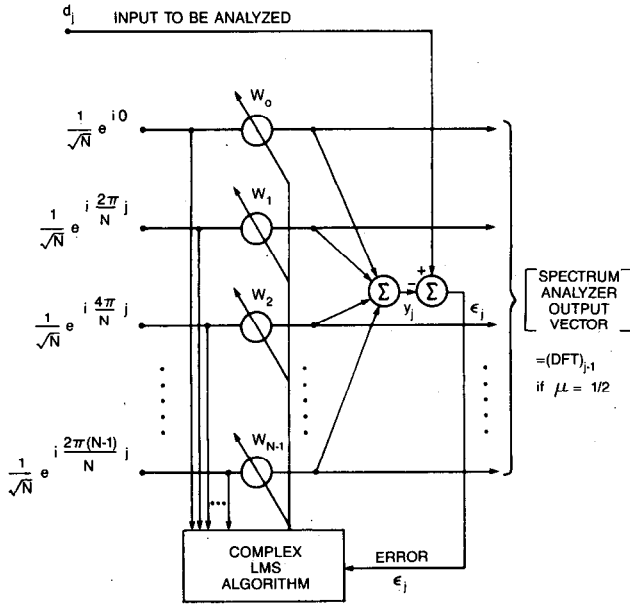 d_j INPUT TO BE ANALYZED
W_0
1/√N e^{i0}
W_1
1/√N e^{i 2π/N j}
W_2
1/√N e^{i 4π/N j}
Σ
+
−
Σ
y_j
ϵ_j
SPECTRUM
ANALYZER
OUTPUT
VECTOR
=(DFT)_{j-1}
if μ = 1/2
W_{N-1}
1/√N e^{i 2π(N-1)/N j}
COMPLEX
LMS
ALGORITHM
ERROR
ϵ_j